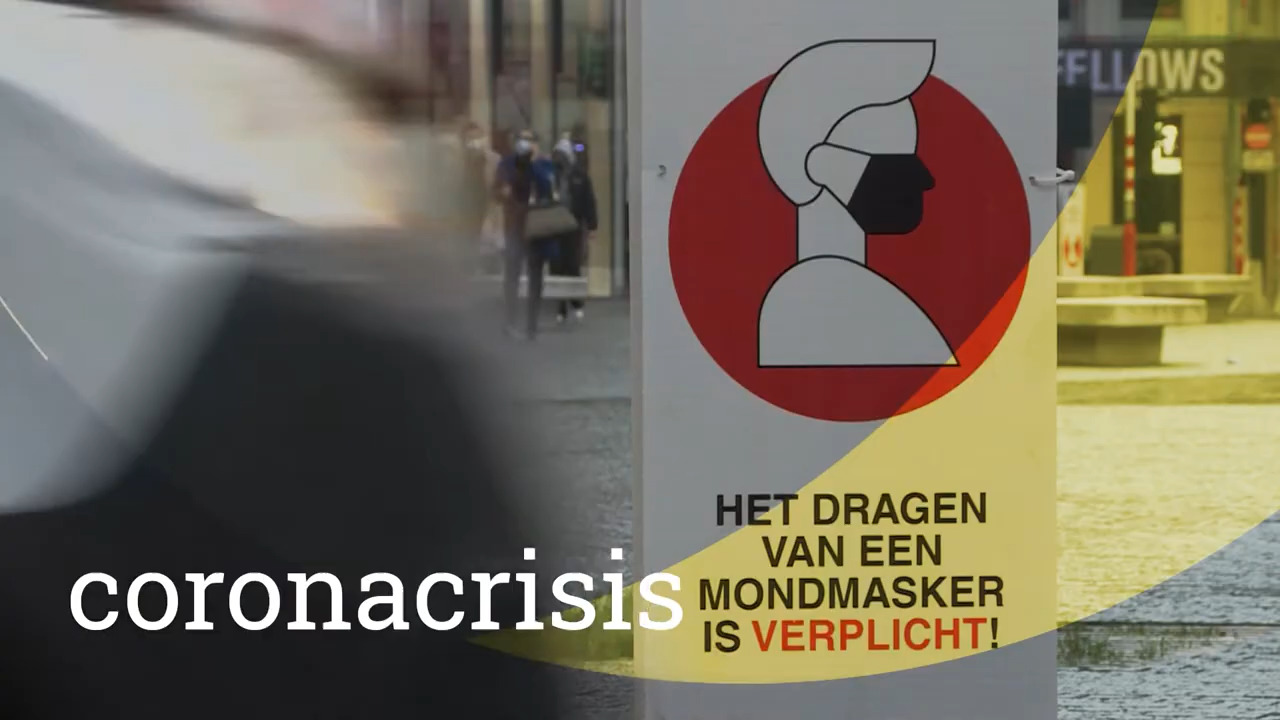 HET DRAGEN
VAN EEN
MONDMASKER
IS VERPLICHT!
coronacrisis